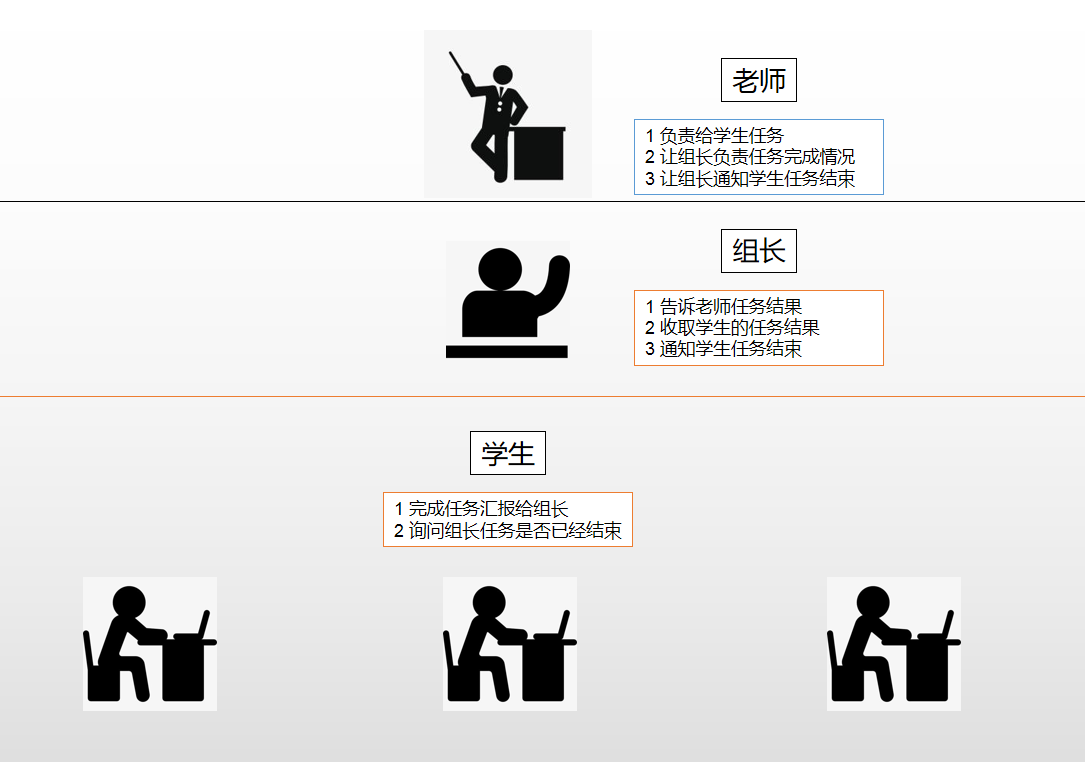 老师
1 负责给学生任务
2 让组长负责任务完成情况
3 让组长通知学生任务结束
组长
1 告诉老师任务结果
2 收取学生的任务结果
3 通知学生任务结束
学生
1 完成任务汇报给组长
2 询问组长任务是否已经结束